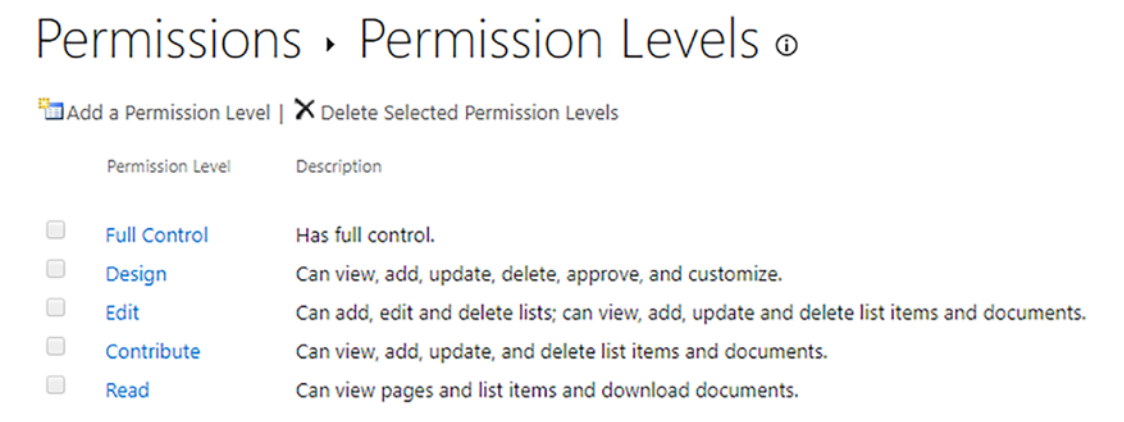 Permissions ▸ Permission Levels ⓘ
Add a Permission Level | ✕ Delete Selected Permission Levels
Permission Level Description
Full Control Has full control.
Design Can view, add, update, delete, approve, and customize.
Edit Can add, edit and delete lists; can view, add, update and delete list items and documents.
Contribute Can view, add, update, and delete list items and documents.
Read Can view pages and list items and download documents.